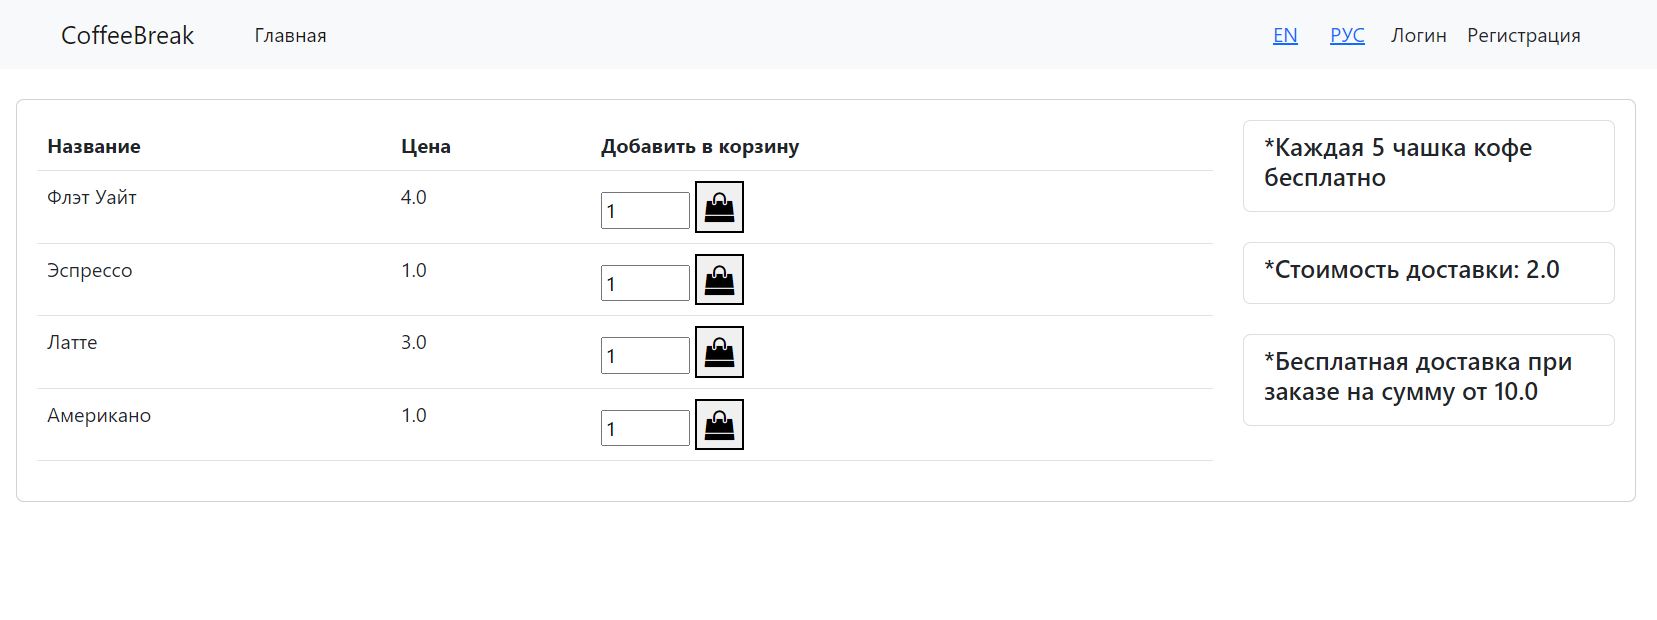 CoffeeBreak Главная EN РУС Логин Регистрация
Название Цена Добавить в корзину
Флэт Уайт 4.0 1
Эспрессо 1.0 1
Латте 3.0 1
Американо 1.0 1
*Каждая 5 чашка кофе
бесплатно
*Стоимость доставки: 2.0
*Бесплатная доставка при
заказе на сумму от 10.0